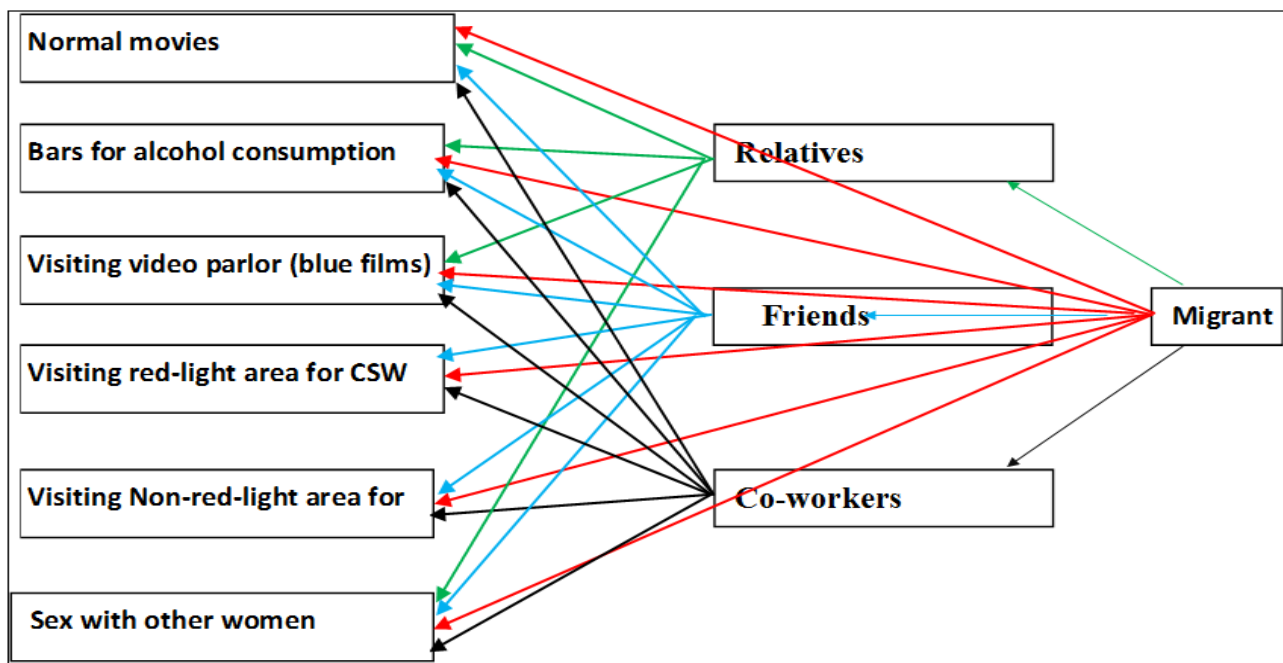 Normal movies
Bars for alcohol consumption
Visiting video parlor (blue films)
Visiting red-light area for CSW
Visiting Non-red-light area for
Sex with other women
Relatives
Friends
Co-workers
Migrant